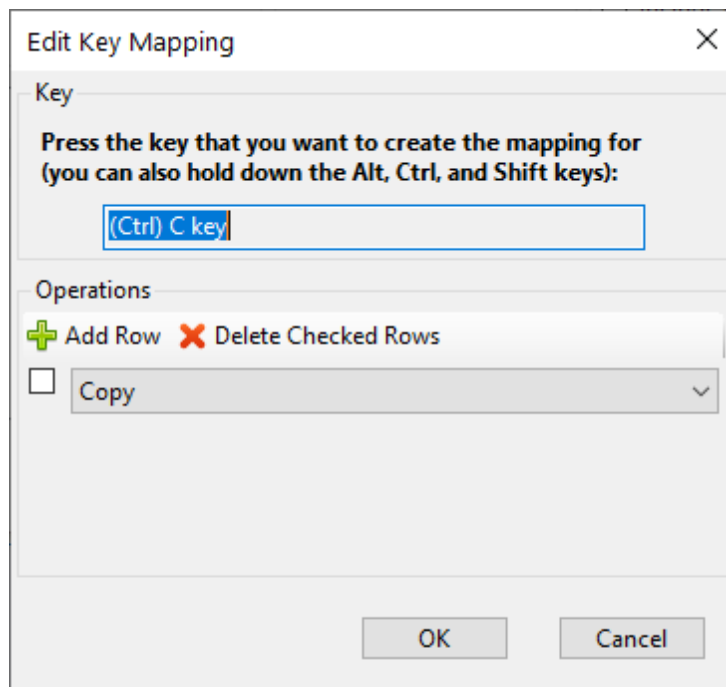 Edit Key Mapping
Key
Press the key that you want to create the mapping for
(you can also hold down the Alt, Ctrl, and Shift keys):
(Ctrl) C key
Operations
Add Row Delete Checked Rows
Copy
OK Cancel